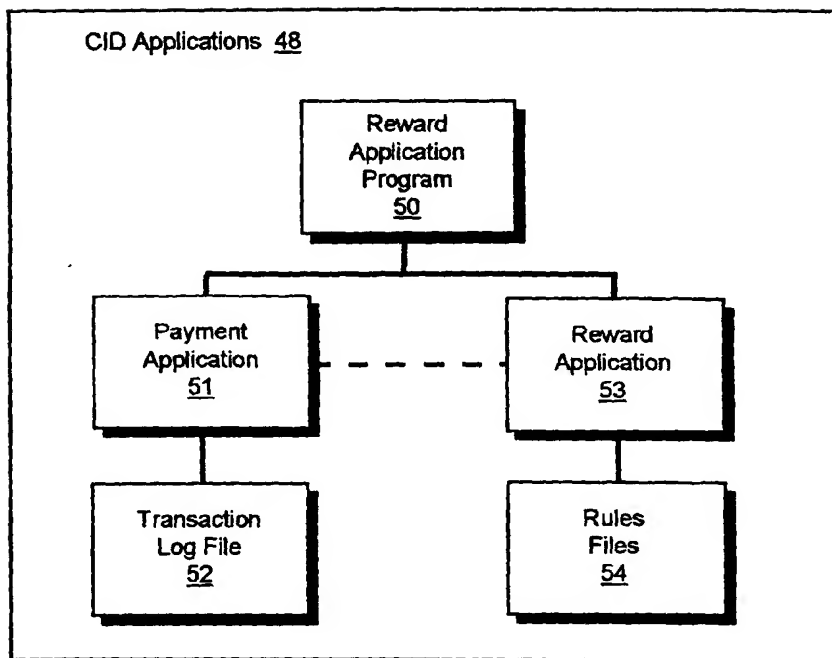 CID Applications 48
Reward
Application
Program
50
Payment
Application
51
Reward
Application
53
Transaction
Log File
52
Rules
Files
54